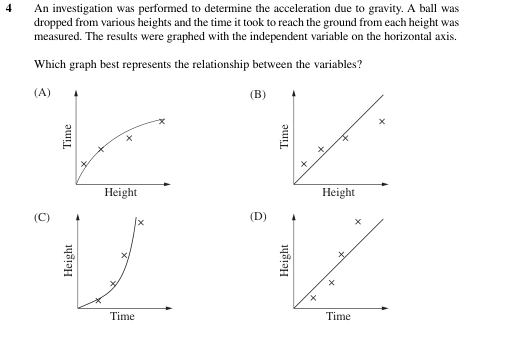 4 An investigation was performed to determine the acceleration due to gravity. A ball was
dropped from various heights and the time it took to reach the ground from each height was
measured. The results were graphed with the independent variable on the horizontal axis.
Which graph best represents the relationship between the variables?
(A)
Time
Height
(B)
Time
Height
(C)
Height
Time
(D)
Height
Time